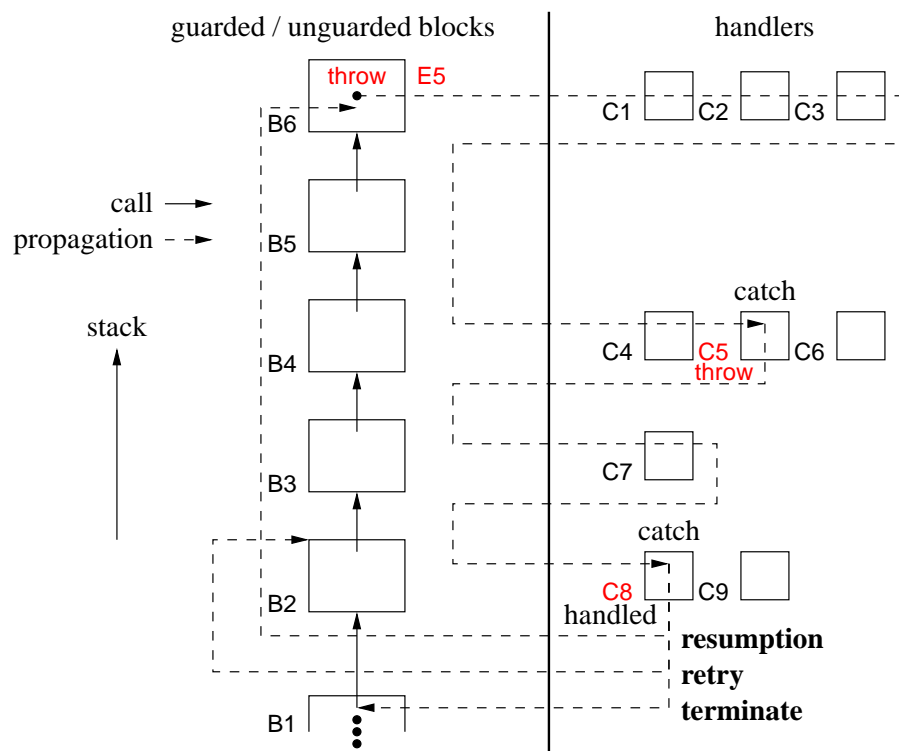 guarded / unguarded blocks
handlers
throw E5
B6
C1 C2 C3
call
propagation
B5
stack
catch
B4
C4 C5 C6
throw
B3
C7
catch
B2
C8 C9
handled
resumption
retry
terminate
B1